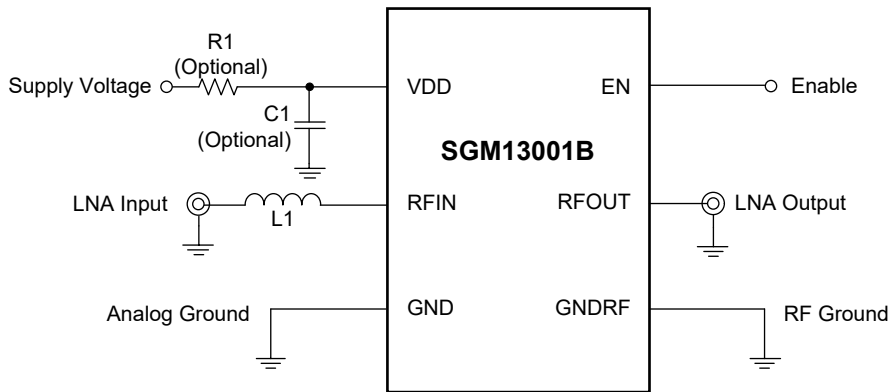 R1
(Optional)
Supply Voltage
VDD
EN
Enable
C1
(Optional)
SGM13001B
LNA Input
L1
RFIN
RFOUT
LNA Output
Analog Ground
GND
GNDRF
RF Ground